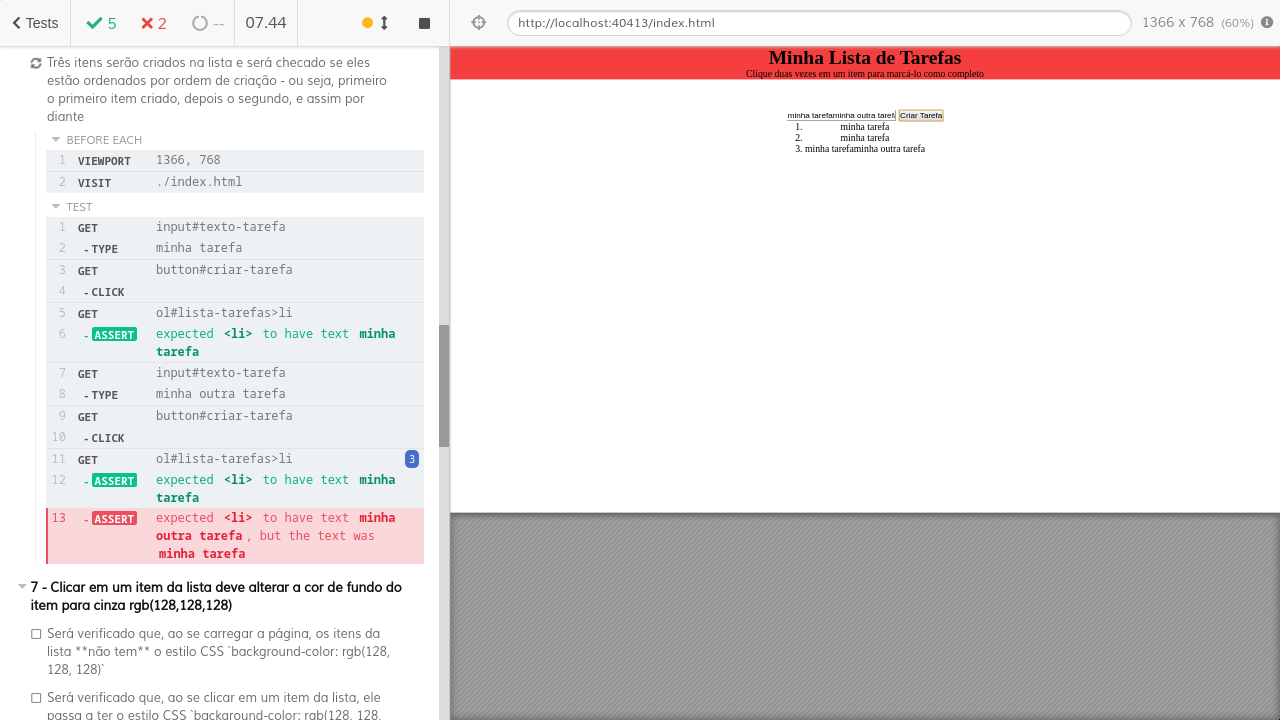 Tests
5
2
--
07.44
http://localhost:40413/index.html
1366 x 768 (60%)
Três itens serão criados na lista e será checado se eles
estão ordenados por ordem de criação - ou seja, primeiro
o primeiro item criado, depois o segundo, e assim por
diante
BEFORE EACH
1 VIEWPORT 1366, 768
2 VISIT ./index.html
TEST
1 GET input#texto-tarefa
2 - TYPE minha tarefa
3 GET button#criar-tarefa
4 - CLICK
5 GET ol#lista-tarefas>li
6 - ASSERT expected <li> to have text minha
tarefa
7 GET input#texto-tarefa
8 - TYPE minha outra tarefa
9 GET button#criar-tarefa
10 - CLICK
11 GET ol#lista-tarefas>li 3
12 - ASSERT expected <li> to have text minha
tarefa
13 - ASSERT expected <li> to have text minha
outra tarefa, but the text was
minha tarefa
7 - Clicar em um item da lista deve alterar a cor de fundo do
item para cinza rgb(128,128,128)
Será verificado que, ao se carregar a página, os itens da
lista **não tem** o estilo CSS `background-color: rgb(128,
128, 128)`
Será verificado que, ao se clicar em um item da lista, ele
passa a ter o estilo CSS `background-color: rgb(128, 128,
Minha Lista de Tarefas
Clique duas vezes em um item para marcá-lo como completo
minha tarefaminha outra taref Criar Tarefa
1. minha tarefa
2. minha tarefa
3. minha tarefaminha outra tarefa